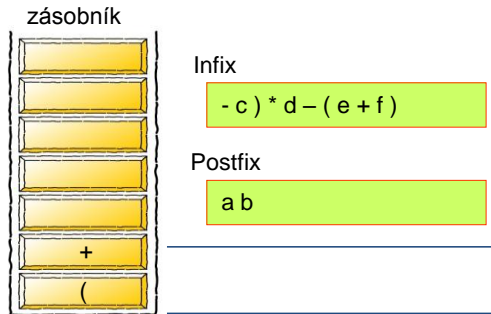 zásobník
Infix
- c ) * d – ( e + f )
Postfix
a b
+
(